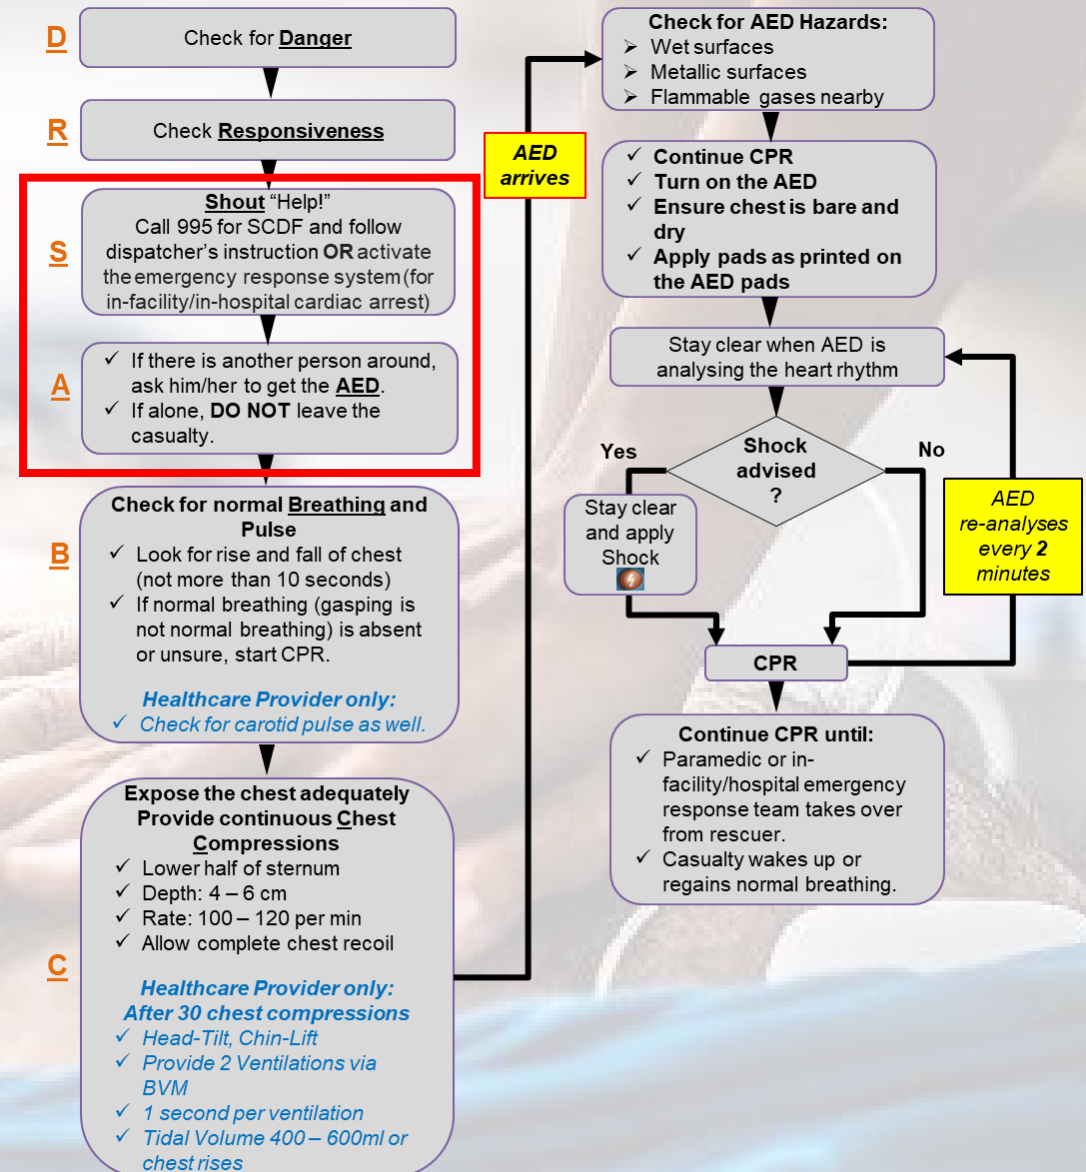 D
Check for Danger
R
Check Responsiveness
S
Shout “Help!”
Call 995 for SCDF and follow
dispatcher’s instruction OR activate
the emergency response system (for
in-facility/in-hospital cardiac arrest)
A
✓ If there is another person around,
ask him/her to get the AED.
✓ If alone, DO NOT leave the
casualty.
B
Check for normal Breathing and
Pulse
✓ Look for rise and fall of chest
(not more than 10 seconds)
✓ If normal breathing (gasping is
not normal breathing) is absent
or unsure, start CPR.
Healthcare Provider only:
✓ Check for carotid pulse as well.
C
Expose the chest adequately
Provide continuous Chest
Compressions
✓ Lower half of sternum
✓ Depth: 4 – 6 cm
✓ Rate: 100 – 120 per min
✓ Allow complete chest recoil
Healthcare Provider only:
After 30 chest compressions
✓ Head-Tilt, Chin-Lift
✓ Provide 2 Ventilations via
BVM
✓ 1 second per ventilation
✓ Tidal Volume 400 – 600ml or
chest rises
AED
arrives
Check for AED Hazards:
➢ Wet surfaces
➢ Metallic surfaces
➢ Flammable gases nearby
✓ Continue CPR
✓ Turn on the AED
✓ Ensure chest is bare and
dry
✓ Apply pads as printed on
the AED pads
Stay clear when AED is
analysing the heart rhythm
Shock
advised
?
Yes
No
Stay clear
and apply
Shock
AED
re-analyses
every 2
minutes
CPR
Continue CPR until:
✓ Paramedic or in-
facility/hospital emergency
response team takes over
from rescuer.
✓ Casualty wakes up or
regains normal breathing.